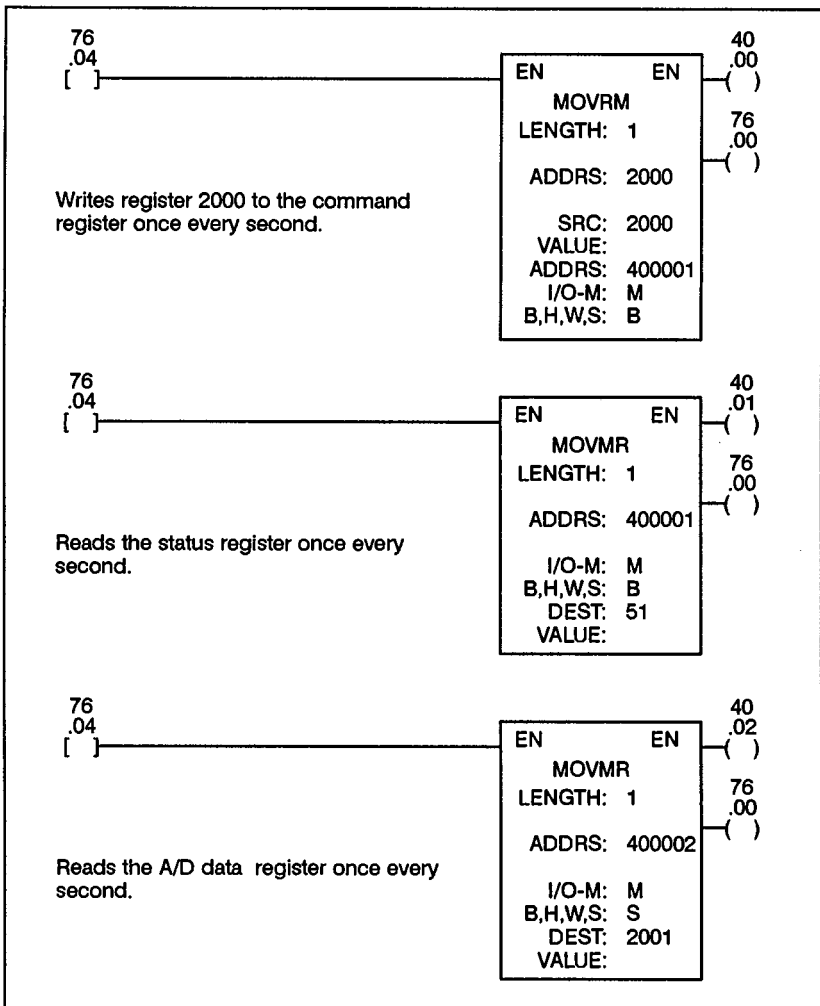 76
.04
[ ]
EN EN
MOVRM
LENGTH: 1
ADDRS: 2000
SRC: 2000
VALUE:
ADDRS: 400001
I/O-M: M
B,H,W,S: B
40
.00
( )
76
.00
( )
Writes register 2000 to the command
register once every second.
76
.04
[ ]
EN EN
MOVMR
LENGTH: 1
ADDRS: 400001
I/O-M: M
B,H,W,S: B
DEST: 51
VALUE:
40
.01
( )
76
.00
( )
Reads the status register once every
second.
76
.04
[ ]
EN EN
MOVMR
LENGTH: 1
ADDRS: 400002
I/O-M: M
B,H,W,S: S
DEST: 2001
VALUE:
40
.02
( )
76
.00
( )
Reads the A/D data register once every
second.